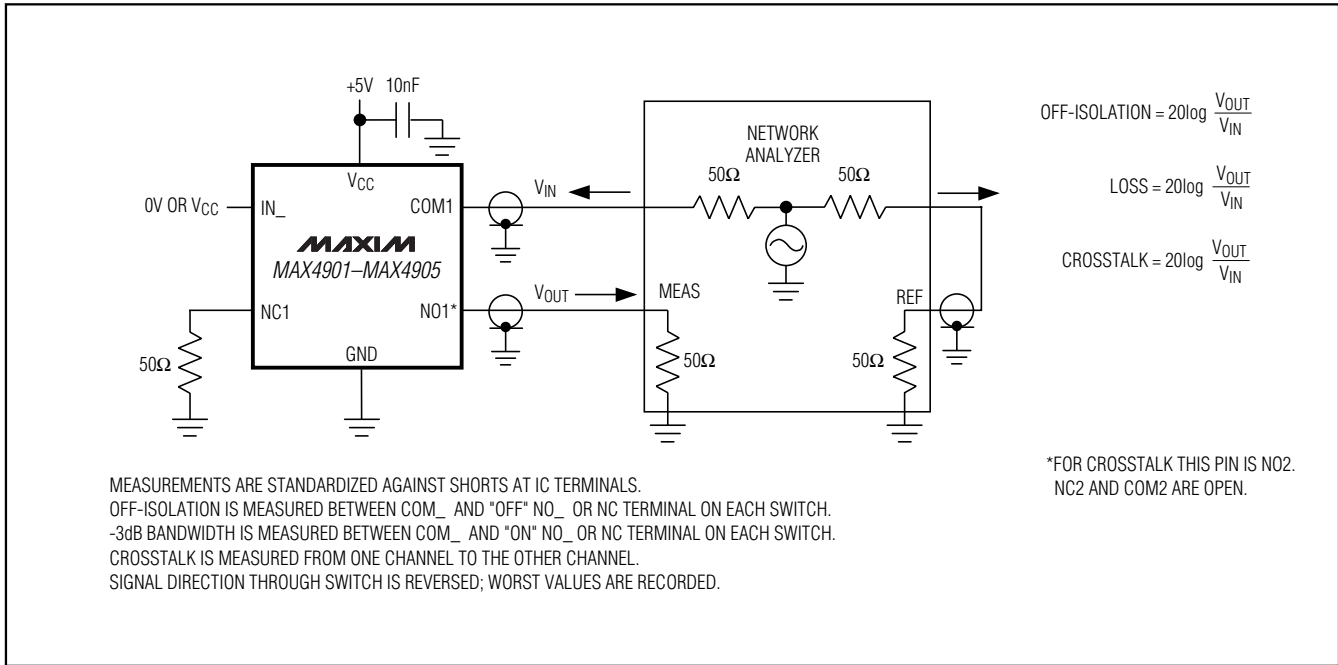 +5V 10nF
VCC
0V OR VCC
IN_
COM1
MAXIM
MAX4901–MAX4905
NC1
NO1*
GND
50Ω
VIN
VOUT
NETWORK
ANALYZER
50Ω 50Ω
MEAS
REF
50Ω 50Ω
OFF-ISOLATION = 20log VOUT
VIN
LOSS = 20log VOUT
VIN
CROSSTALK = 20log VOUT
VIN
*FOR CROSSTALK THIS PIN IS NO2.
NC2 AND COM2 ARE OPEN.
MEASUREMENTS ARE STANDARDIZED AGAINST SHORTS AT IC TERMINALS.
OFF-ISOLATION IS MEASURED BETWEEN COM_ AND "OFF" NO_ OR NC TERMINAL ON EACH SWITCH.
-3dB BANDWIDTH IS MEASURED BETWEEN COM_ AND "ON" NO_ OR NC TERMINAL ON EACH SWITCH.
CROSSTALK IS MEASURED FROM ONE CHANNEL TO THE OTHER CHANNEL.
SIGNAL DIRECTION THROUGH SWITCH IS REVERSED; WORST VALUES ARE RECORDED.